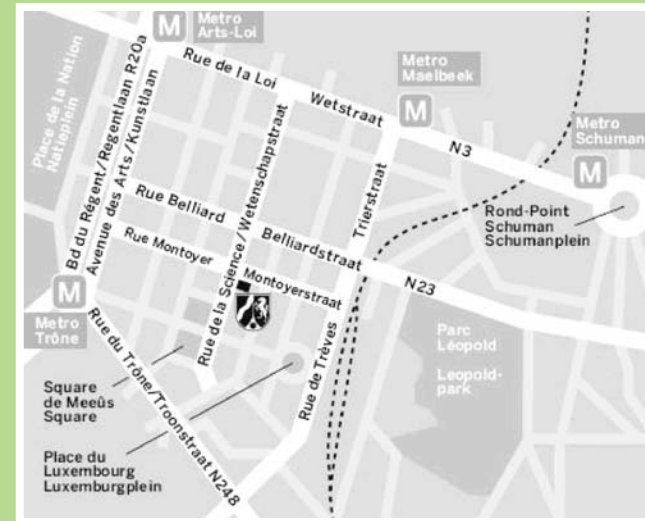 M
Metro
Arts-Loi
Rue de la Loi
Wetstraat
Metro
Maelbeek
M
N3
Metro
Schuman
M
Place de la Nation
Natieplein
Bd du Régent/Regentlaan R20a
Avenue des Arts/Kunstlaan
Rue de la Science/Wetenschapstraat
Trierstraat
Rue de Trèves
Rue Belliard
Belliardstraat
N23
Rue Montoyer
Montoyerstraat
Rond-Point
Schuman
Schumanplein
M
Metro
Trône
Rue du Trône/Troonstraat N248
Parc
Léopold
Leopold-
park
Square
de Meeûs
Square
Place du
Luxembourg
Luxemburgplein